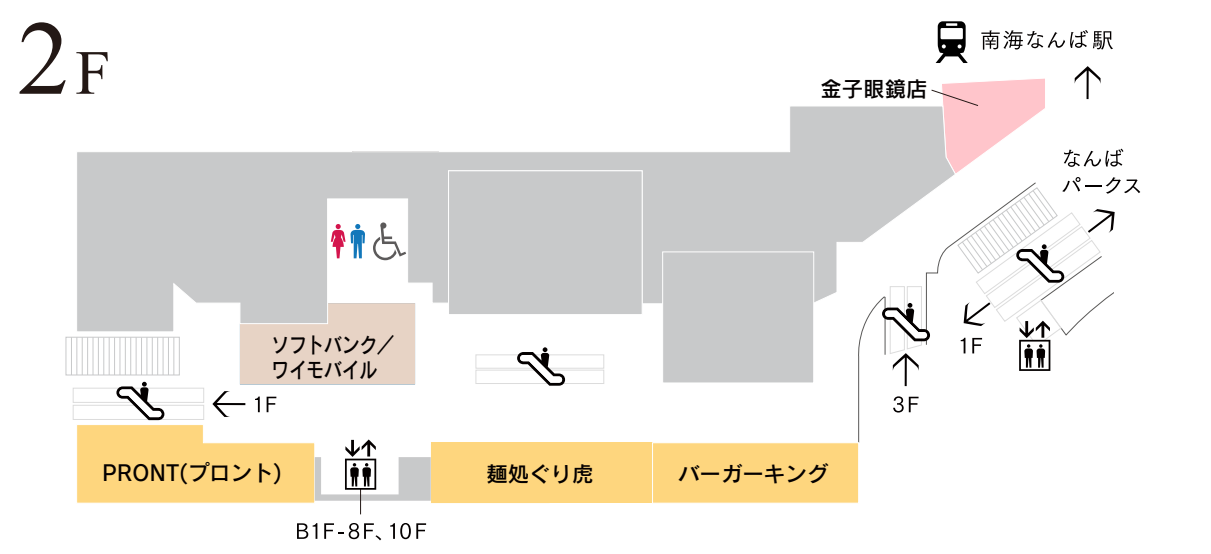 2F
南海なんば駅
金子眼鏡店
なんば
パークス
ソフトバンク／
ワイモバイル
1F
1F
3F
PRONT(プロント)
麺処ぐり虎
バーガーキング
B1F-8F、10F